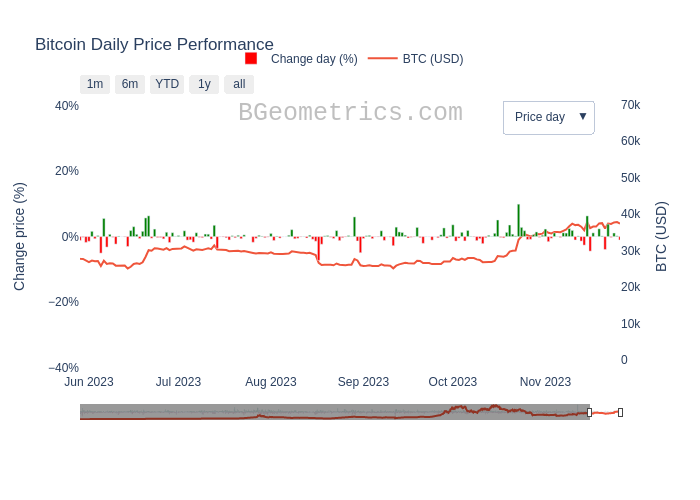 Bitcoin Daily Price Performance
Change day (%) BTC (USD)
1m 6m YTD 1y all
BGeometrics.com
Price day ▼
40% 70k
60k
20% 50k
40k
0% 30k
−20% 20k
10k
−40% 0
Change price (%)
BTC (USD)
Jun 2023 Jul 2023 Aug 2023 Sep 2023 Oct 2023 Nov 2023